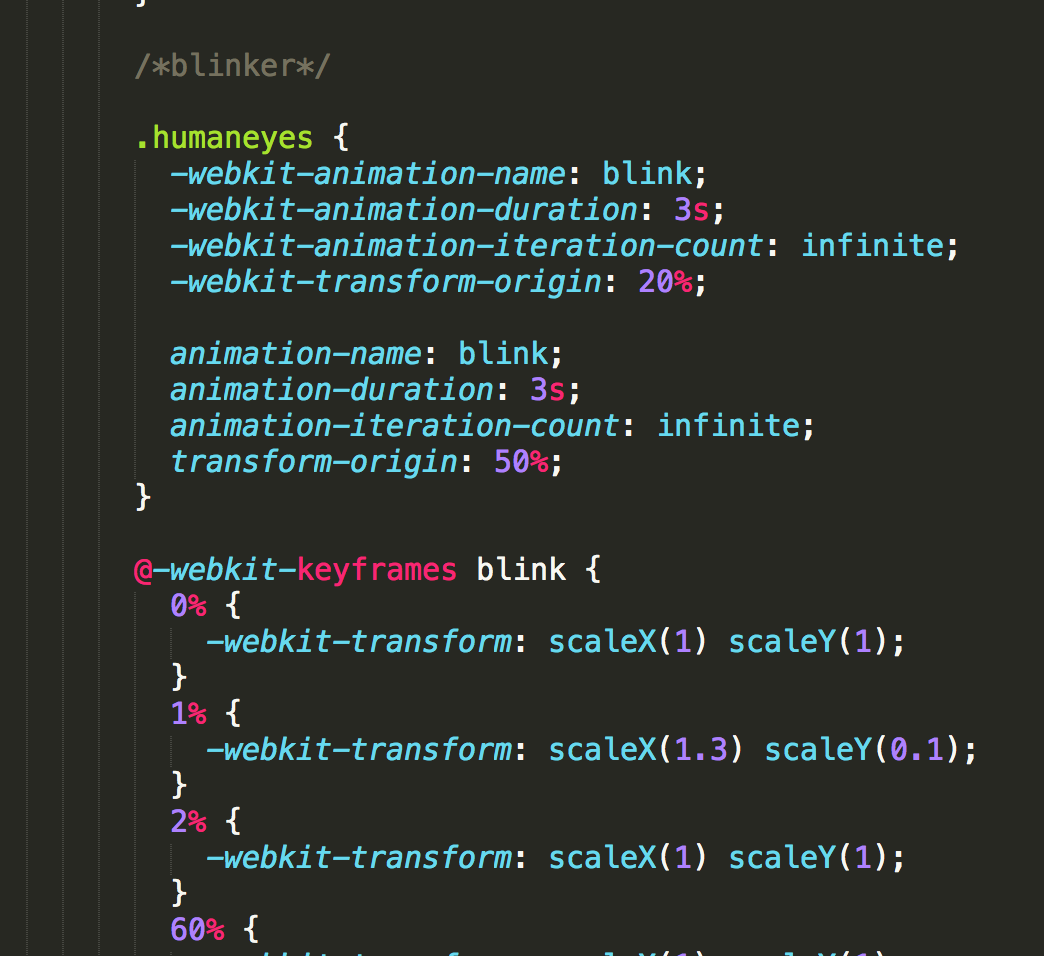 }
/*blinker*/
.humaneyes {
-webkit-animation-name: blink;
-webkit-animation-duration: 3s;
-webkit-animation-iteration-count: infinite;
-webkit-transform-origin: 20%;
animation-name: blink;
animation-duration: 3s;
animation-iteration-count: infinite;
transform-origin: 50%;
}
@-webkit-keyframes blink {
0% {
-webkit-transform: scaleX(1) scaleY(1);
}
1% {
-webkit-transform: scaleX(1.3) scaleY(0.1);
}
2% {
-webkit-transform: scaleX(1) scaleY(1);
}
60% {